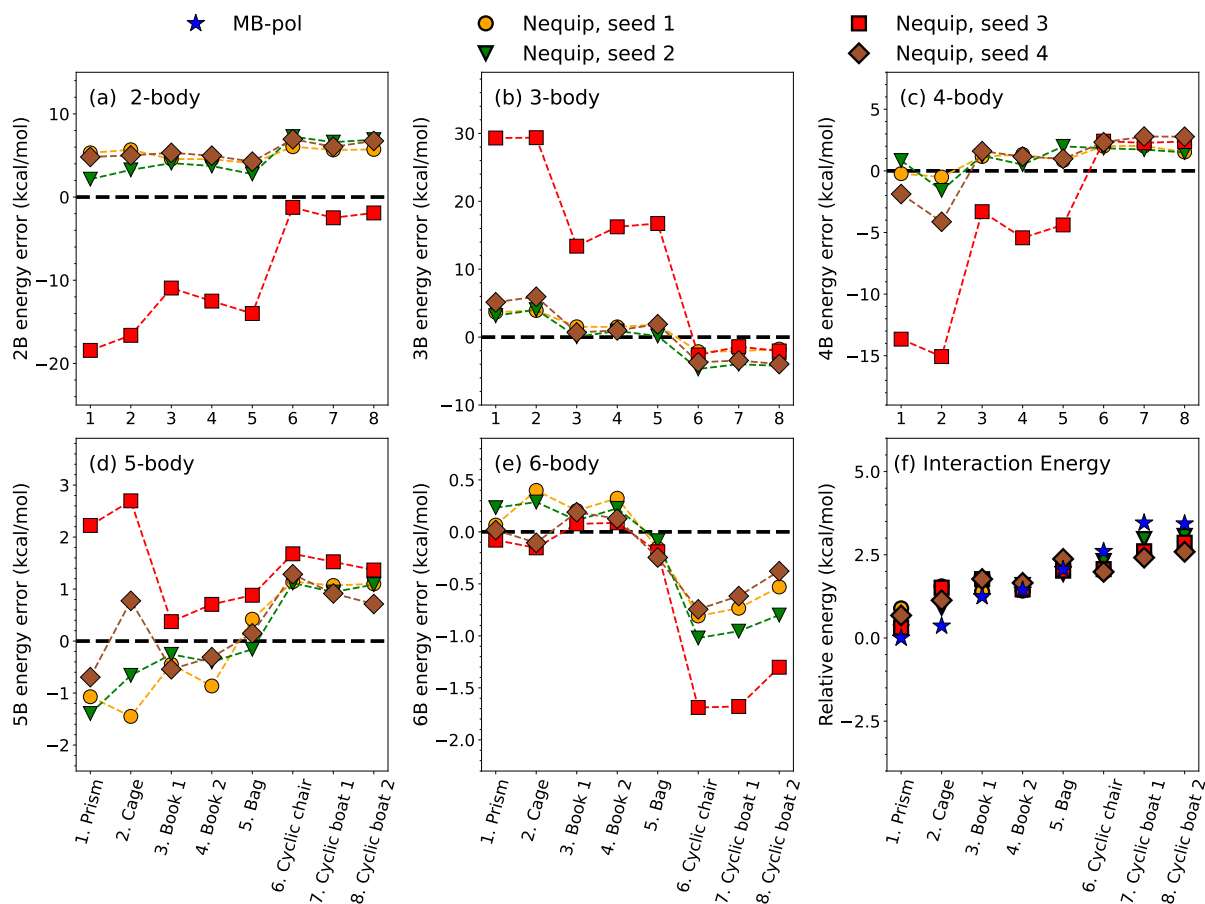 MB-pol
Nequip, seed 1
Nequip, seed 2
Nequip, seed 3
Nequip, seed 4
(a) 2-body
2B energy error (kcal/mol)
10
0
−10
−20
1 2 3 4 5 6 7 8
(b) 3-body
3B energy error (kcal/mol)
30
20
10
0
−10
1 2 3 4 5 6 7 8
(c) 4-body
4B energy error (kcal/mol)
5
0
−5
−10
−15
1 2 3 4 5 6 7 8
(d) 5-body
5B energy error (kcal/mol)
3
2
1
0
−1
−2
1. Prism
2. Cage
3. Book 1
4. Book 2
5. Bag
6. Cyclic chair
7. Cyclic boat 1
8. Cyclic boat 2
(e) 6-body
6B energy error (kcal/mol)
0.5
0.0
−0.5
−1.0
−1.5
−2.0
1. Prism
2. Cage
3. Book 1
4. Book 2
5. Bag
6. Cyclic chair
7. Cyclic boat 1
8. Cyclic boat 2
(f) Interaction Energy
Relative energy (kcal/mol)
5.0
2.5
0.0
−2.5
1. Prism
2. Cage
3. Book 1
4. Book 2
5. Bag
6. Cyclic chair
7. Cyclic boat 1
8. Cyclic boat 2